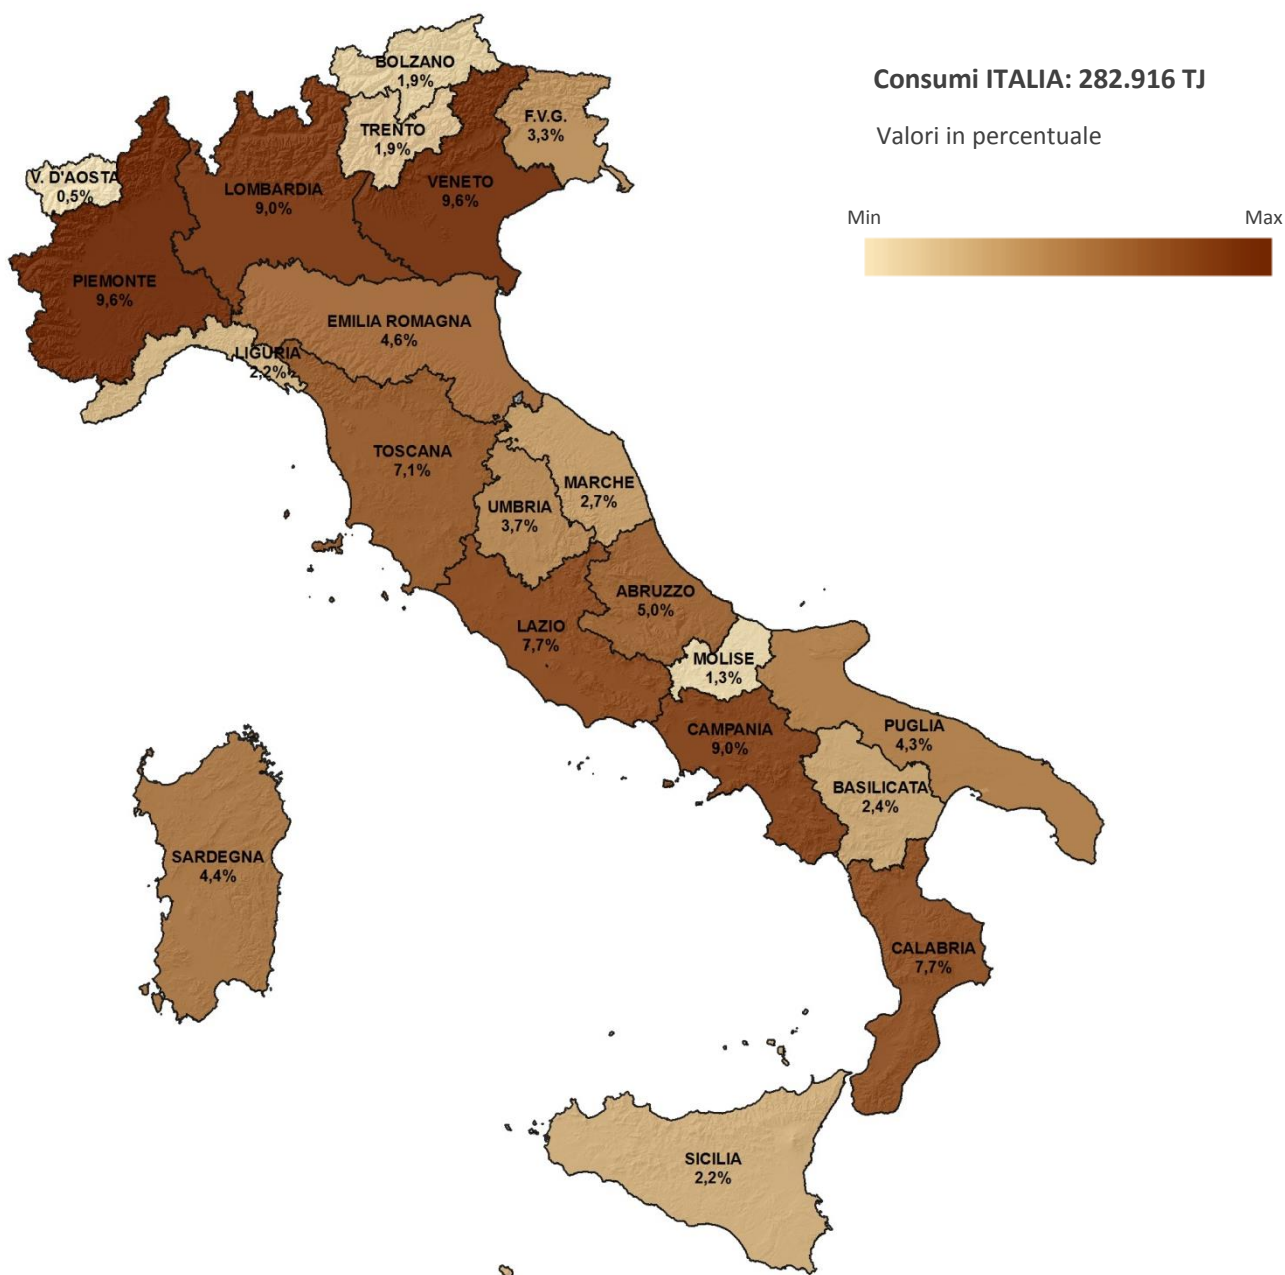 Consumi ITALIA: 282.916 TJ
Valori in percentuale
Min
Max
BOLZANO
1,9%
TRENTO
1,9%
F.V.G.
3,3%
V. D'AOSTA
0,5%
LOMBARDIA
9,0%
VENETO
9,6%
PIEMONTE
9,6%
EMILIA ROMAGNA
4,6%
LIGURIA
2,2%
TOSCANA
7,1%
MARCHE
2,7%
UMBRIA
3,7%
ABRUZZO
5,0%
LAZIO
7,7%
MOLISE
1,3%
CAMPANIA
9,0%
PUGLIA
4,3%
BASILICATA
2,4%
SARDEGNA
4,4%
CALABRIA
7,7%
SICILIA
2,2%